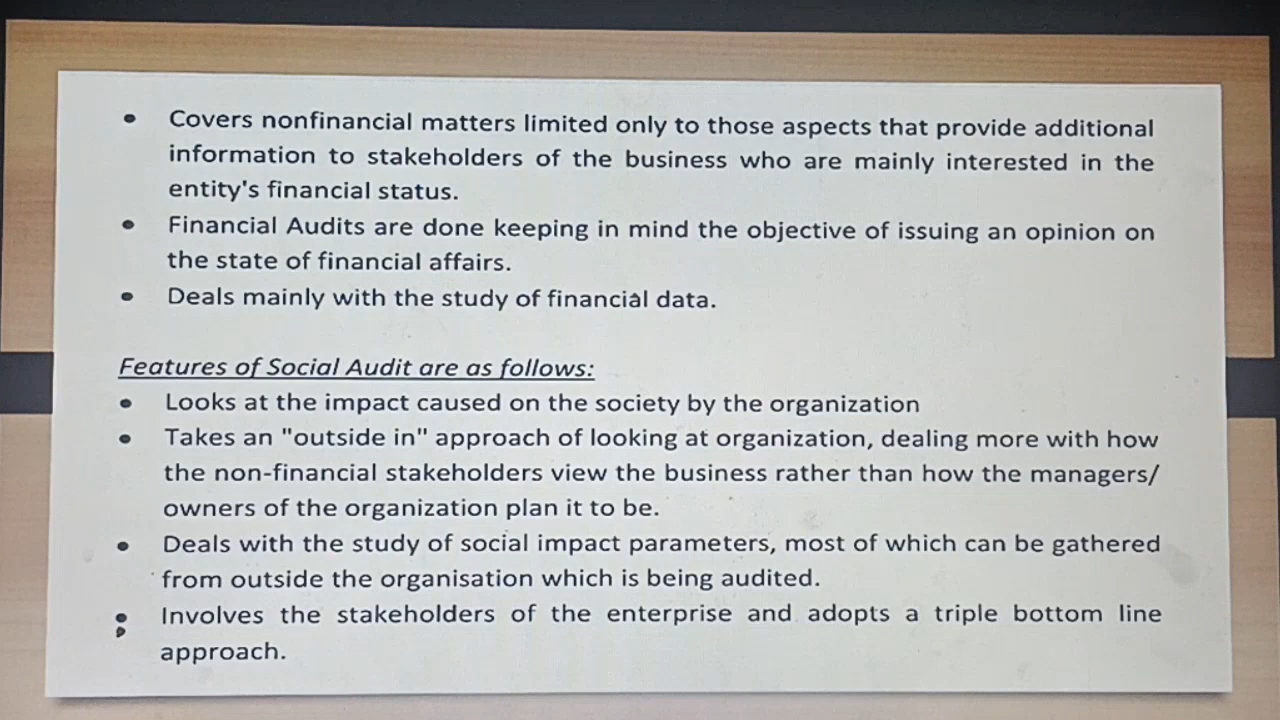 • Covers nonfinancial matters limited only to those aspects that provide additional
information to stakeholders of the business who are mainly interested in the
entity's financial status.
• Financial Audits are done keeping in mind the objective of issuing an opinion on
the state of financial affairs.
• Deals mainly with the study of financial data.
Features of Social Audit are as follows:
• Looks at the impact caused on the society by the organization
• Takes an "outside in" approach of looking at organization, dealing more with how
the non-financial stakeholders view the business rather than how the managers/
owners of the organization plan it to be.
• Deals with the study of social impact parameters, most of which can be gathered
from outside the organisation which is being audited.
• Involves the stakeholders of the enterprise and adopts a triple bottom line
approach.